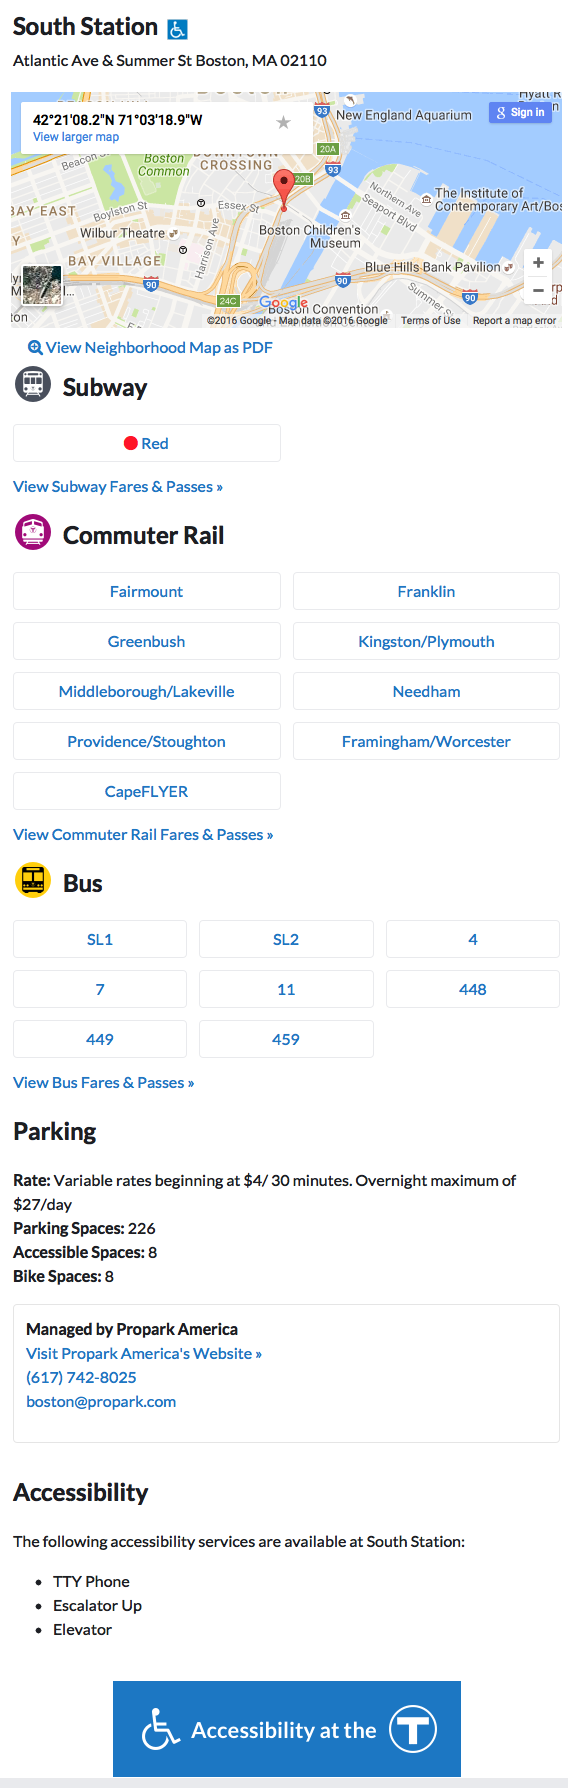 South Station
Atlantic Ave & Summer St Boston, MA 02110
42°21'08.2"N 71°03'18.9"W
View larger map
BOSTON
Hyatt R
93
New England Aquarium
Sign in
20A
Beacon S
Boston
Common
DOWNTOWN
CROSSING
93
20B
Northern Ave
Seaport Blvd
The Institute of
Contemporary Art/Bos
BAY EAST
Boylston St
Essex St
Wilbur Theatre
Harrison Ave
Boston Children's
Museum
BAY VILLAGE
Blue Hills Bank Pavilion
90
90
90
Summer S
24C
Google
Boston Convention
©2016 Google - Map data ©2016 Google
Terms of Use
Report a map error
View Neighborhood Map as PDF
Subway
Red
View Subway Fares & Passes »
Commuter Rail
Fairmount
Franklin
Greenbush
Kingston/Plymouth
Middleborough/Lakeville
Needham
Providence/Stoughton
Framingham/Worcester
CapeFLYER
View Commuter Rail Fares & Passes »
Bus
SL1
SL2
4
7
11
448
449
459
View Bus Fares & Passes »
Parking
Rate: Variable rates beginning at $4/ 30 minutes. Overnight maximum of
$27/day
Parking Spaces: 226
Accessible Spaces: 8
Bike Spaces: 8
Managed by Propark America
Visit Propark America's Website »
(617) 742-8025
boston@propark.com
Accessibility
The following accessibility services are available at South Station:
• TTY Phone
• Escalator Up
• Elevator
Accessibility at the T